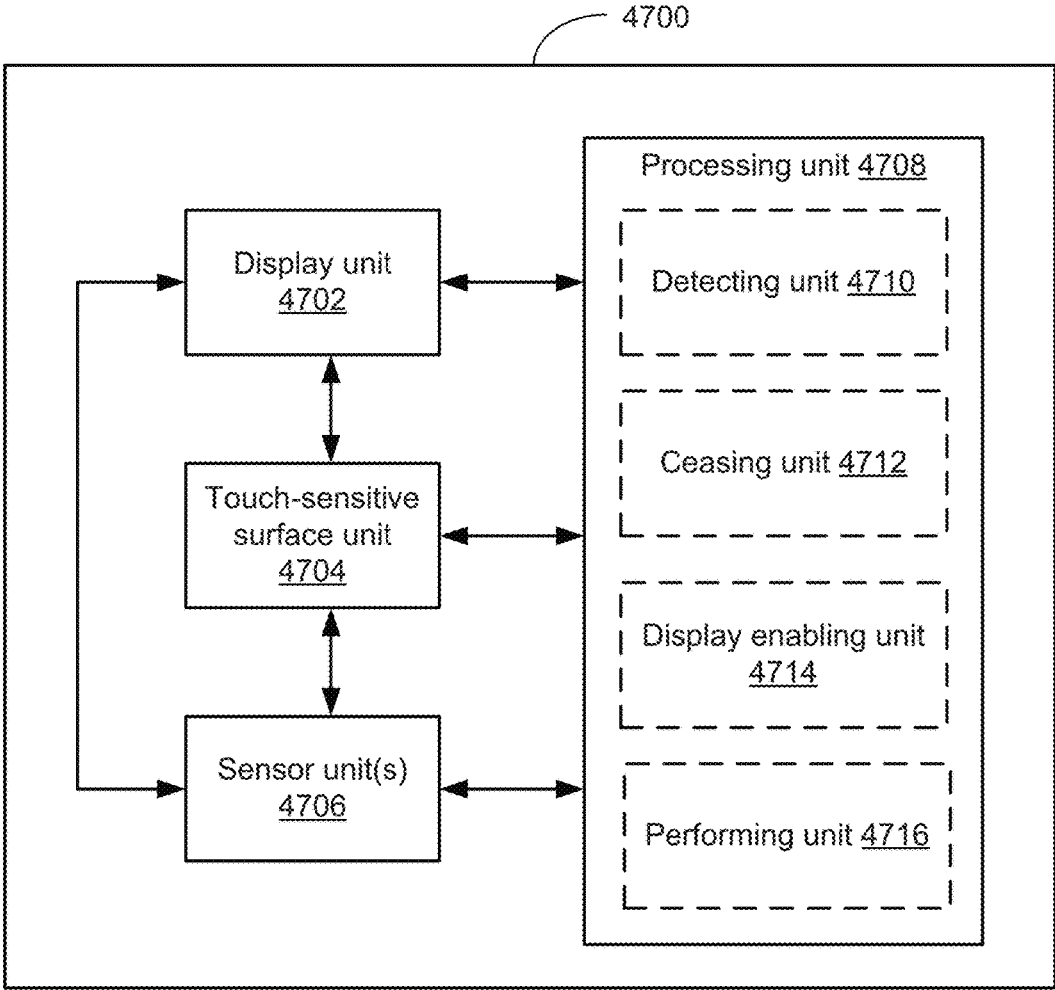 4700
Processing unit 4708
Display unit
4702
Detecting unit 4710
Touch-sensitive
surface unit
4704
Ceasing unit 4712
Display enabling unit
4714
Sensor unit(s)
4706
Performing unit 4716